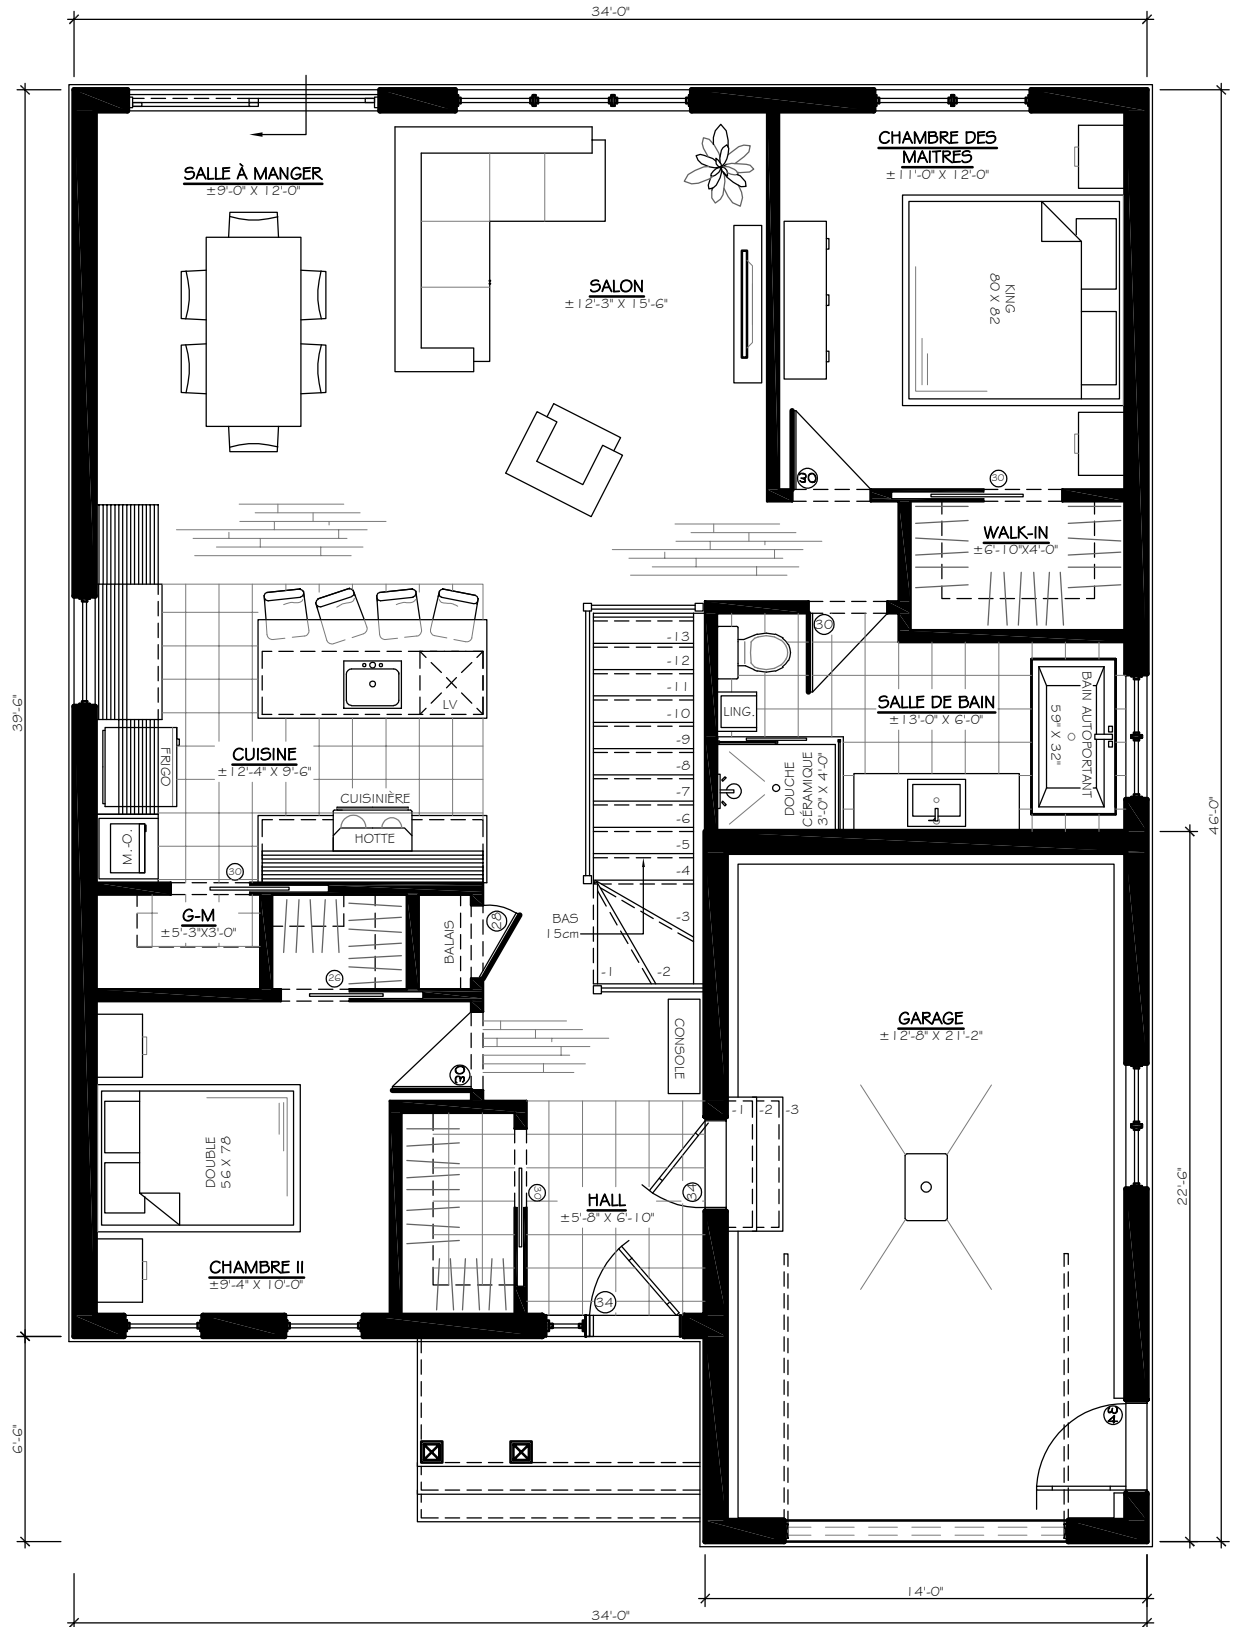 34'-0"
SALLE À MANGER
±9'-0" X 12'-0"
CHAMBRE DES
MAITRES
±11'-0" X 12'-0"
SALON
±12'-3" X 15'-6"
KING
80 X 82
30
30
WALK-IN
±6'-10"X4'-0"
30
-13
-12
-11
-10
-9
-8
-7
-6
-5
-4
-3
-2
-1
LING.
SALLE DE BAIN
±13'-0" X 6'-0"
BAIN AUTOPORTANT
59" X 32"
DOUCHE
CÉRAMIQUE
3'-0" X 4'-0"
LV
CUISINE
±12'-4" X 9'-6"
FRIGO
CUISINIÈRE
HOTTE
M.-O.
30
G-M
±5'-3"X3'-0"
26
BALAIS
28
BAS
15cm
CONSOLE
30
GARAGE
±12'-8" X 21'-2"
-1
-2
-3
DOUBLE
56 X 78
30
HALL
±5'-8" X 6'-10"
34
CHAMBRE II
±9'-4" X 10'-0"
34
34
39'-6"
6'-6"
46'-0"
22'-6"
14'-0"
34'-0"